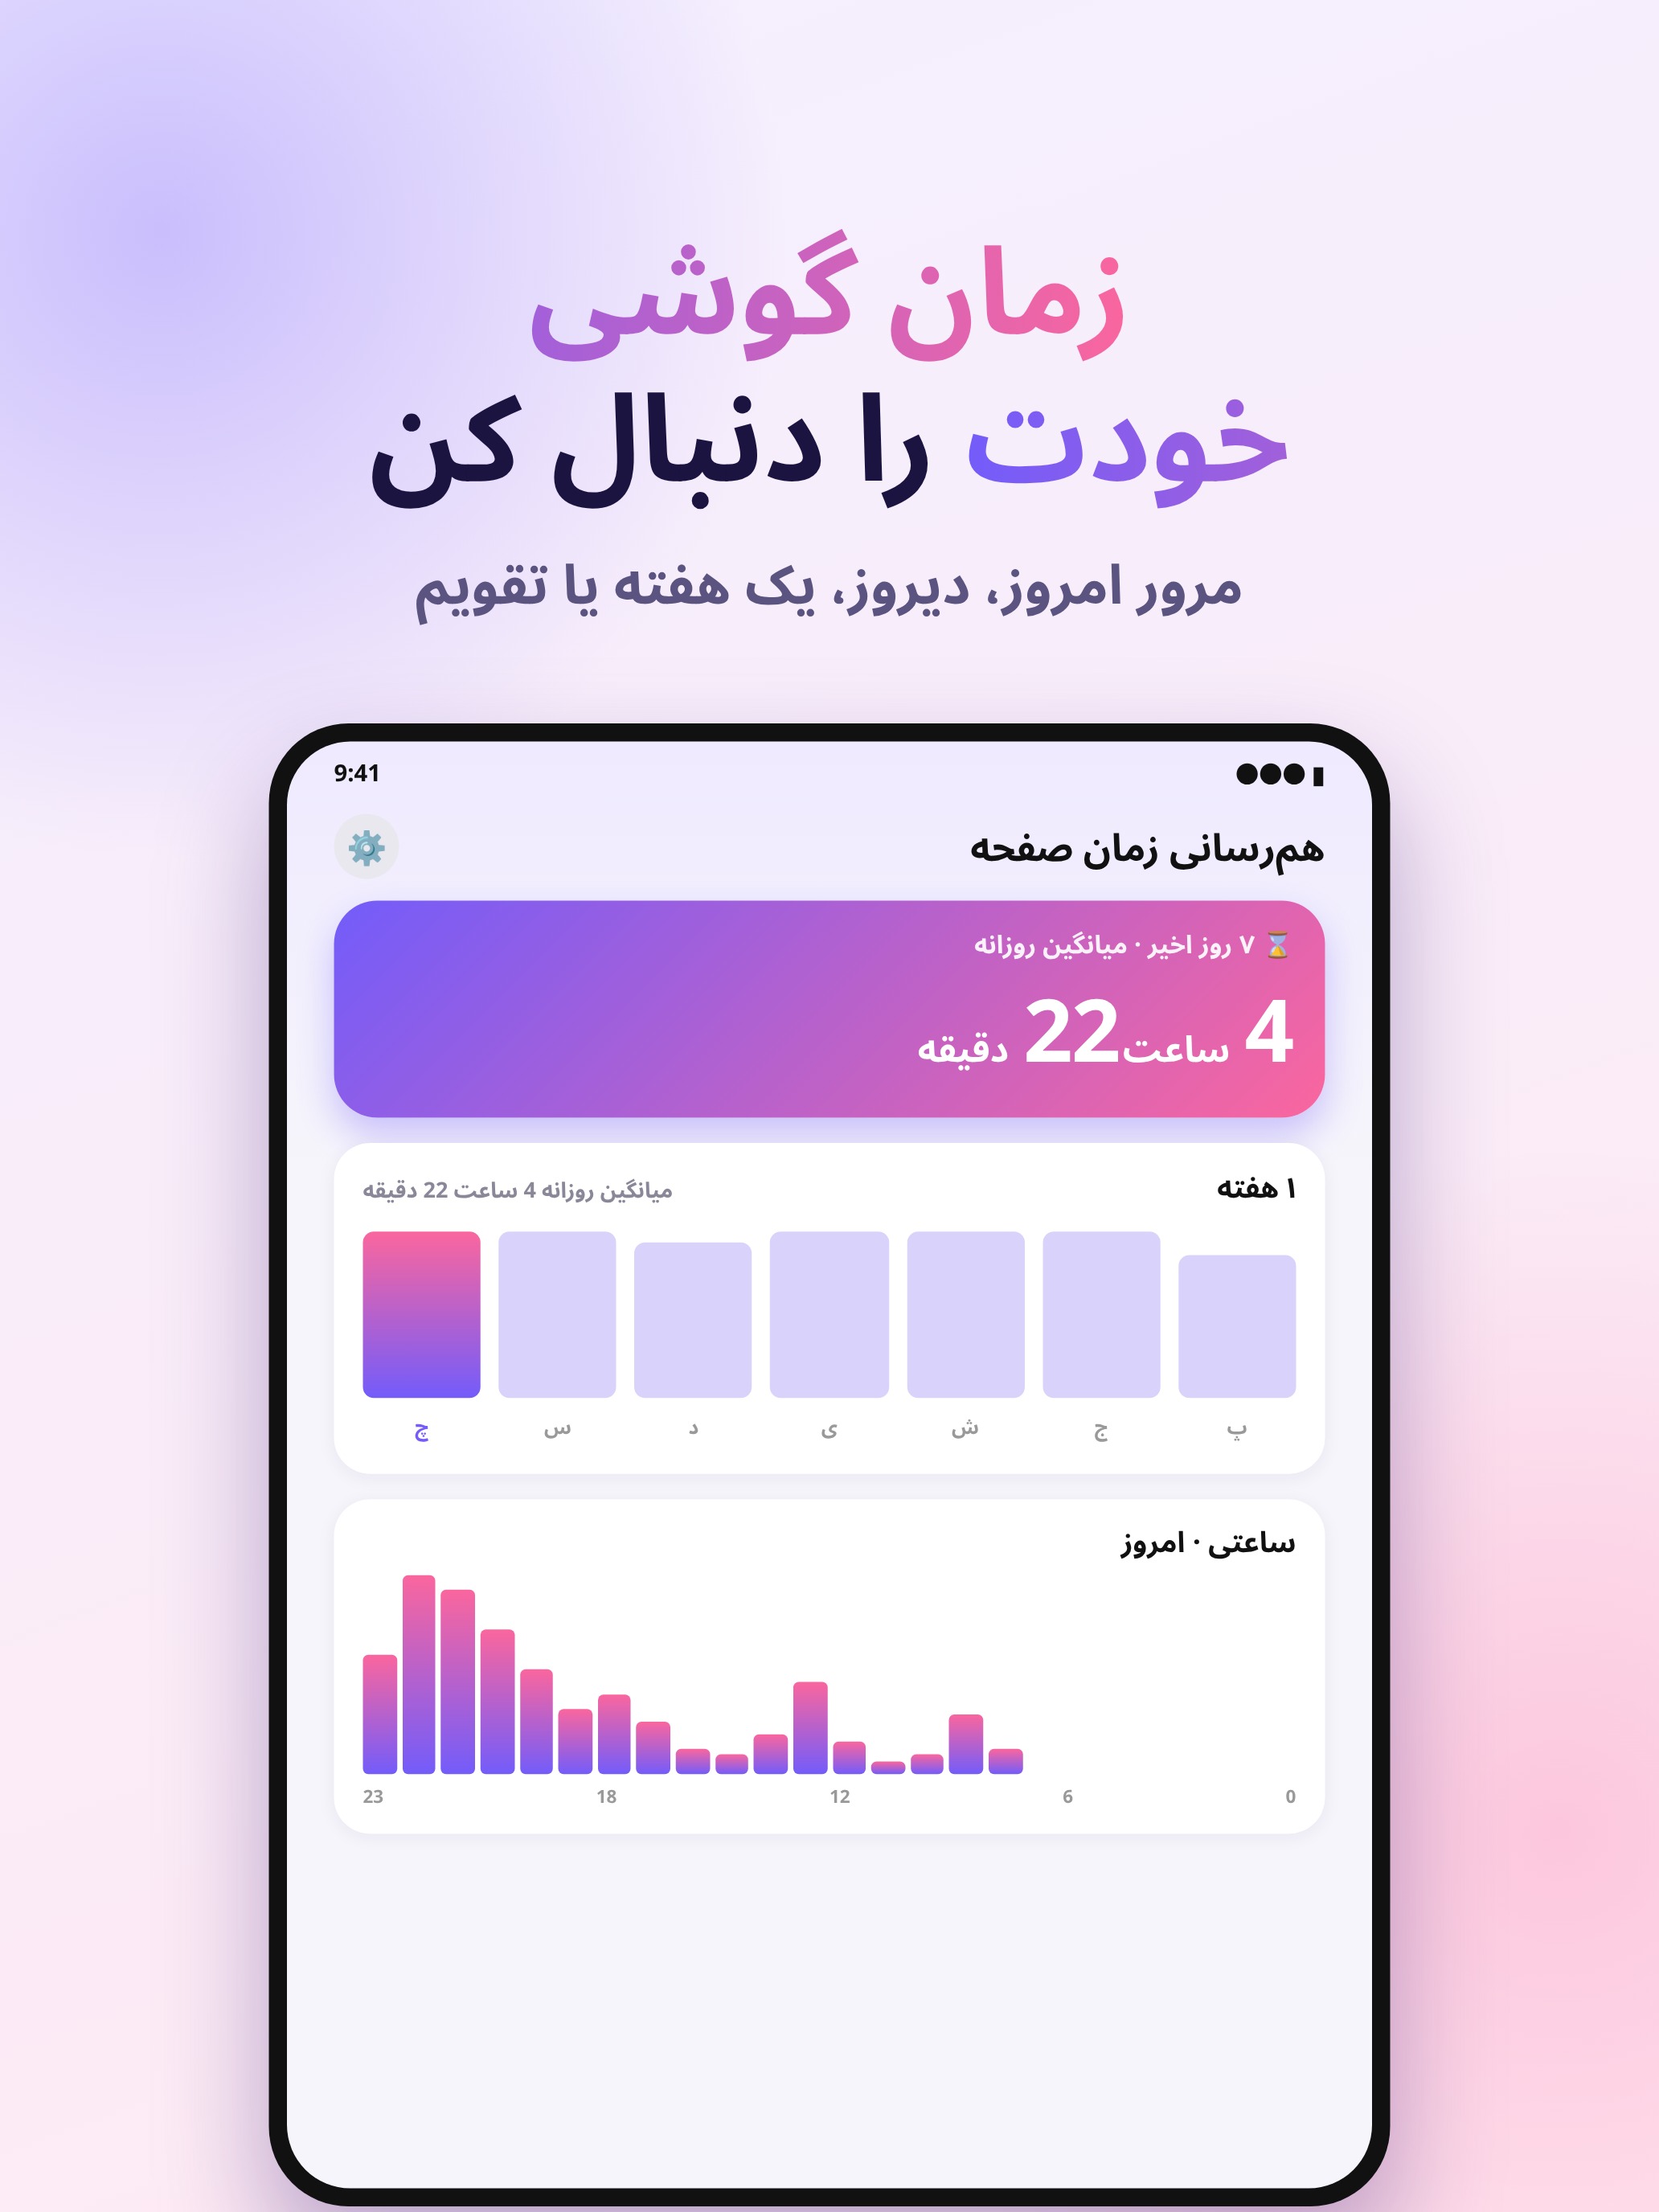 زمان گوشی
خودت را دنبال کن
مرور امروز، دیروز، یک هفته یا تقویم
9:41
هم‌رسانی زمان صفحه
⌛ ۷ روز اخیر · میانگین روزانه
4 ساعت 22 دقیقه
۱ هفته
میانگین روزانه 4 ساعت 22 دقیقه
پ ج ش ی د س چ
ساعتی · امروز
0 6 12 18 23